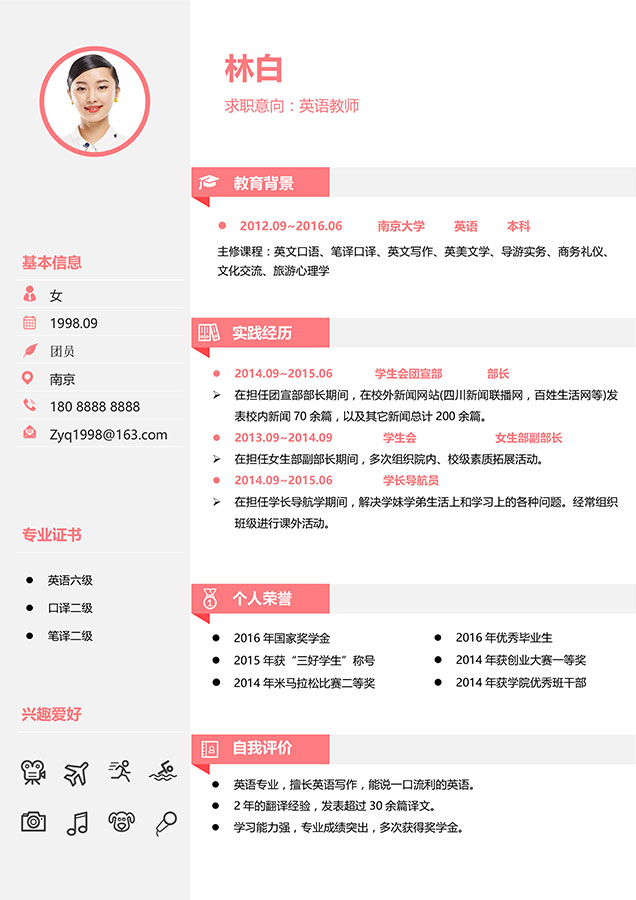 林白
求职意向：英语教师
基本信息
女
1998.09
团员
南京
180 8888 8888
Zyq1998@163.com
专业证书
英语六级
口译二级
笔译二级
兴趣爱好
教育背景
2012.09~2016.06 南京大学 英语 本科
主修课程：英文口语、笔译口译、英文写作、英美文学、导游实务、商务礼仪、
文化交流、旅游心理学
实践经历
2014.09~2015.06 学生会团宣部 部长
在担任团宣部部长期间，在校外新闻网站(四川新闻联播网，百姓生活网等)发
表校内新闻 70 余篇，以及其它新闻总计 200 余篇。
2013.09~2014.09 学生会 女生部副部长
在担任女生部副部长期间，多次组织院内、校级素质拓展活动。
2014.09~2015.06 学长导航员
在担任学长导航学期间，解决学妹学弟生活上和学习上的各种问题。经常组织
班级进行课外活动。
个人荣誉
2016 年国家奖学金
2015 年获“三好学生”称号
2014 年米马拉松比赛二等奖
2016 年优秀毕业生
2014 年获创业大赛一等奖
2014 年获学院优秀班干部
自我评价
英语专业，擅长英语写作，能说一口流利的英语。
2 年的翻译经验，发表超过 30 余篇译文。
学习能力强，专业成绩突出，多次获得奖学金。